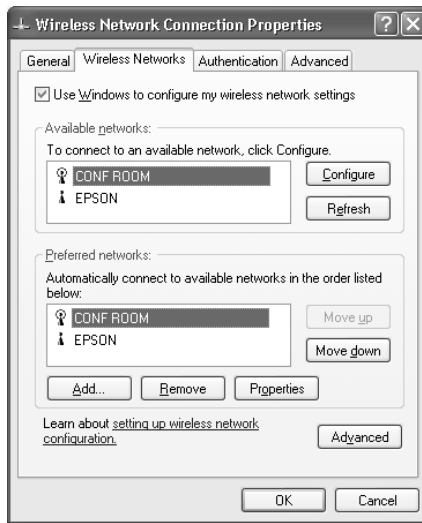 Wireless Network Connection Properties
General Wireless Networks Authentication Advanced
Use Windows to configure my wireless network settings
Available networks:
To connect to an available network, click Configure.
CONF ROOM
EPSON
Configure
Refresh
Preferred networks:
Automatically connect to available networks in the order listed
below:
CONF ROOM
EPSON
Move up
Move down
Add... Remove Properties
Learn about setting up wireless network
configuration.
Advanced
OK Cancel